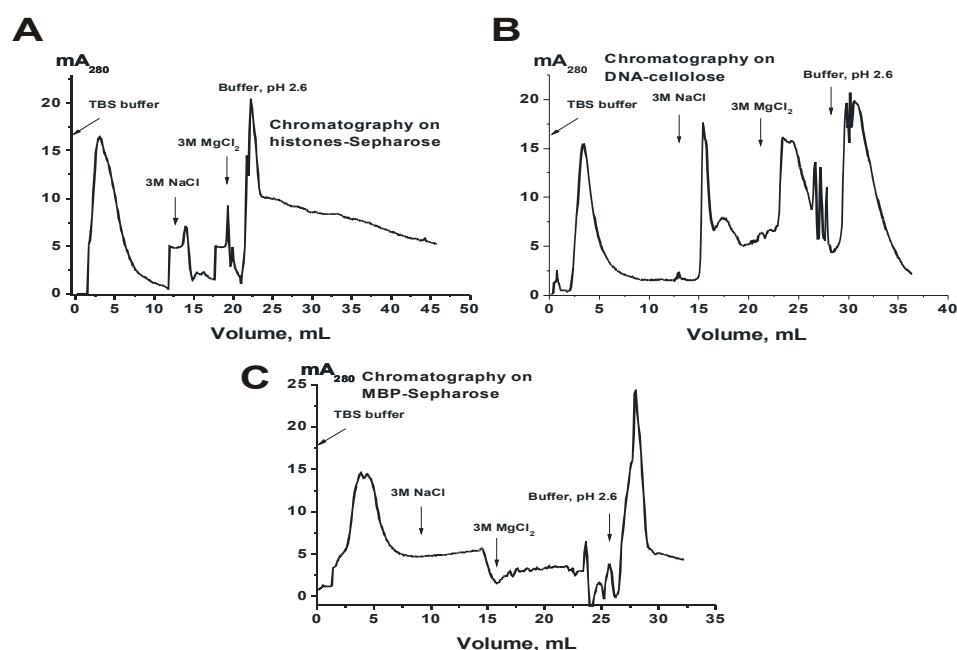 A
mA280
TBS buffer
Buffer, pH 2.6
Chromatography on
histones-Sepharose
3M MgCl2
3M NaCl
20
15
10
5
0
0 5 10 15 20 25 30 35 40 45 50
Volume, mL
B
mA280
Chromatography on
DNA-cellolose
Buffer, pH 2.6
TBS buffer
3M NaCl
3M MgCl2
20
15
10
5
0
0 5 10 15 20 25 30 35 40
Volume, mL
C
mA280
Chromatography on
MBP-Sepharose
TBS buffer
3M NaCl
3M MgCl2
Buffer, pH 2.6
25
20
15
10
5
0
0 5 10 15 20 25 30 35
Volume, mL